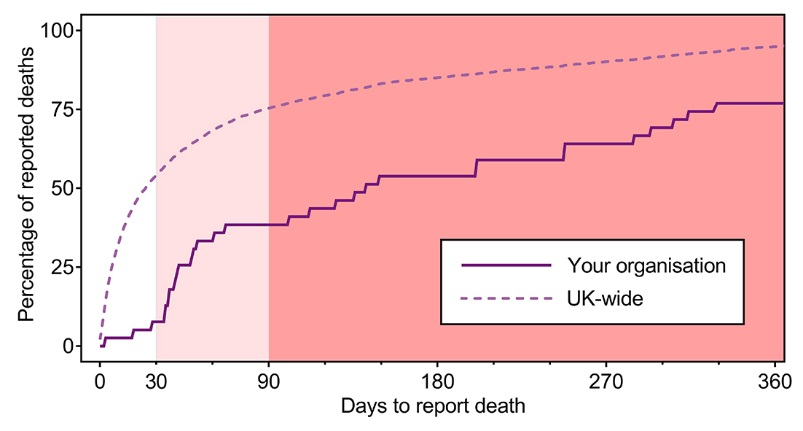 Percentage of reported deaths
100
75
50
25
0
Your organisation
UK-wide
0 30 90 180 270 360
Days to report death